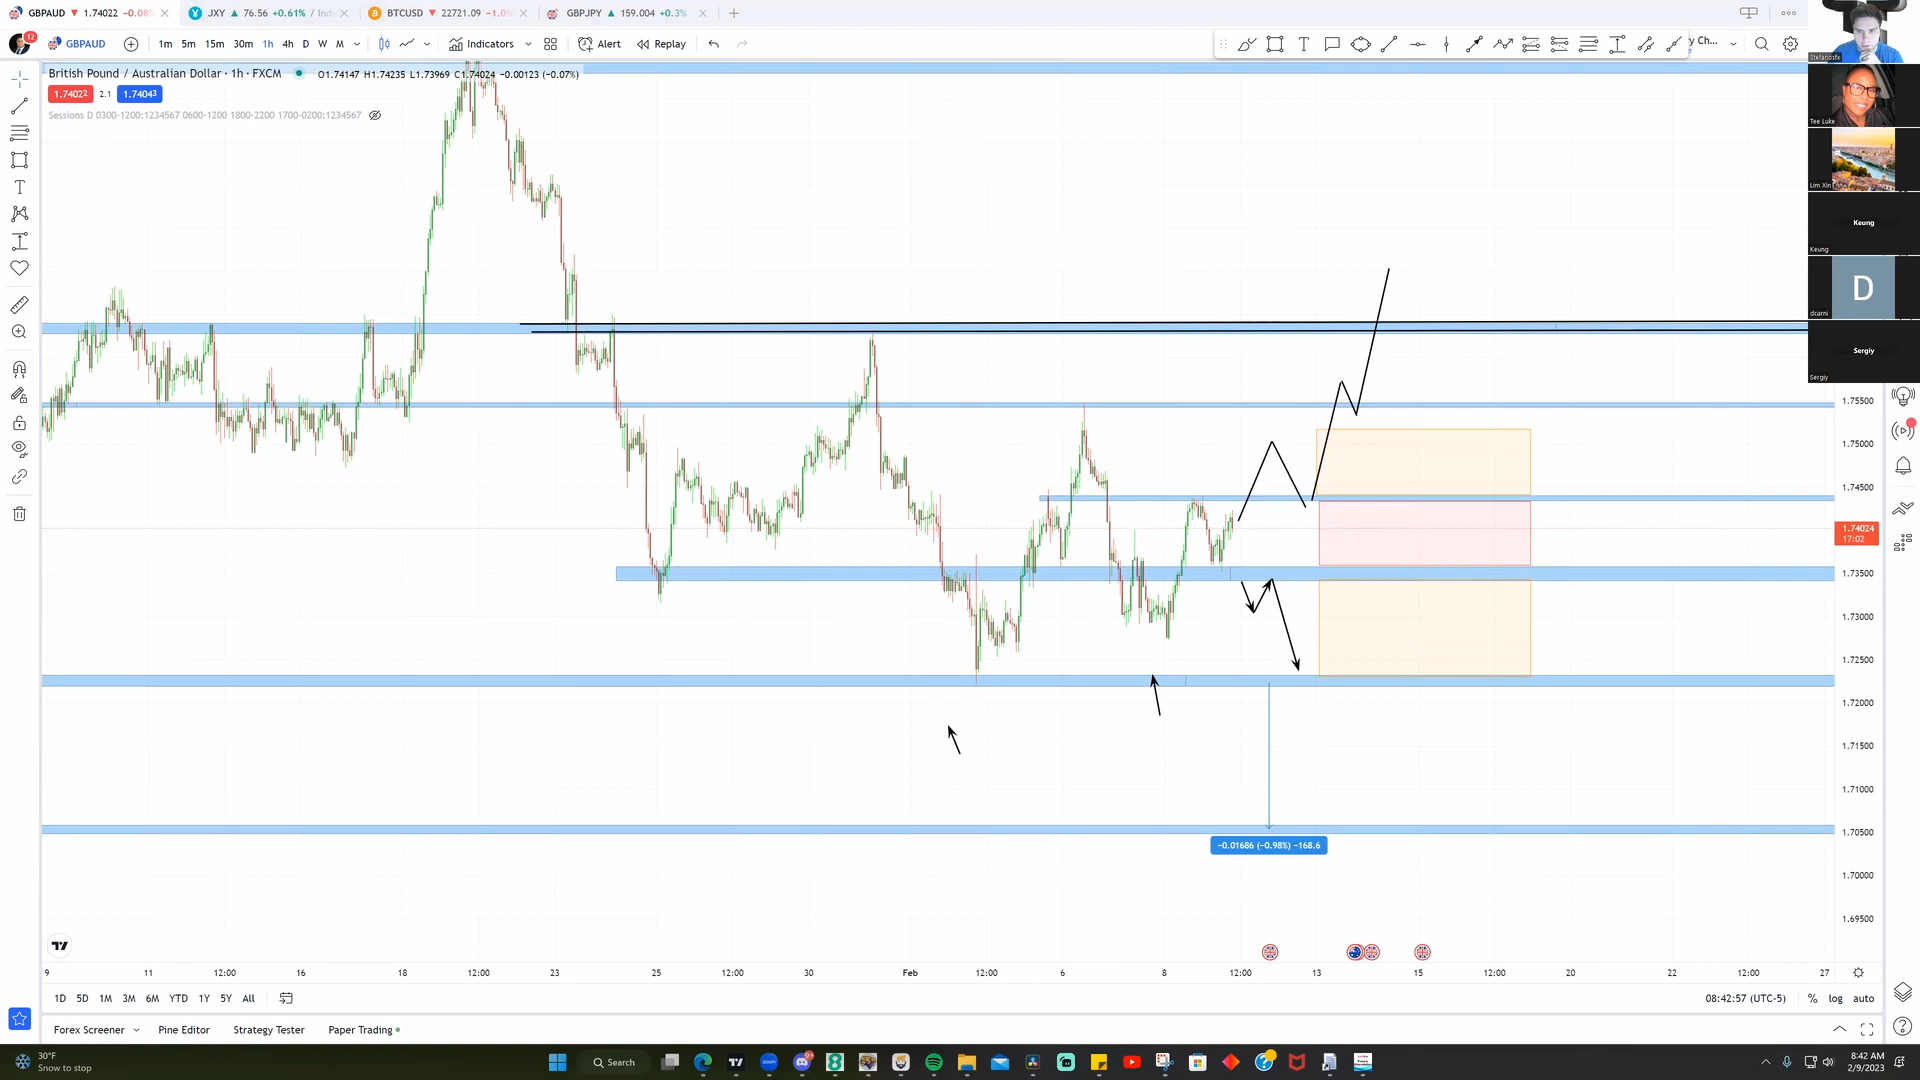 GBPAUD ▼ 1.74022 −0.08%
JXY ▲ 76.56 +0.61% / Ind
BTCUSD ▼ 22721.09 −1.0%
GBPJPY ▲ 159.004 +0.3%
12
GBPAUD
1m 5m 15m 30m 1h 4h D W M
Indicators
Alert
Replay
y Ch...
British Pound / Australian Dollar · 1h · FXCM
O1.74147 H1.74235 L1.73969 C1.74024 −0.00123 (−0.07%)
1.74022 2.1 1.74043
Sessions D 0300-1200:1234567 0600-1200 1800-2200 1700-0200:1234567
Stefanosfx
Tee Luke
Lim Xin
Keung
Keung
D
dcarni
Sergiy
Sergiy
1.75500
1.75000
1.74500
1.74024
17:02
1.73500
1.73000
1.72500
1.72000
1.71500
1.71000
1.70500
1.70000
1.69500
−0.01686 (−0.98%) −168.6
9 11 12:00 16 18 12:00 23 25 12:00 30 Feb 12:00 6 8 12:00 13 15 12:00 20 22 12:00 27
1D 5D 1M 3M 6M YTD 1Y 5Y All
08:42:57 (UTC-5)
% log auto
Forex Screener
Pine Editor
Strategy Tester
Paper Trading
30°F
Snow to stop
Search
zoom
8:42 AM
2/9/2023